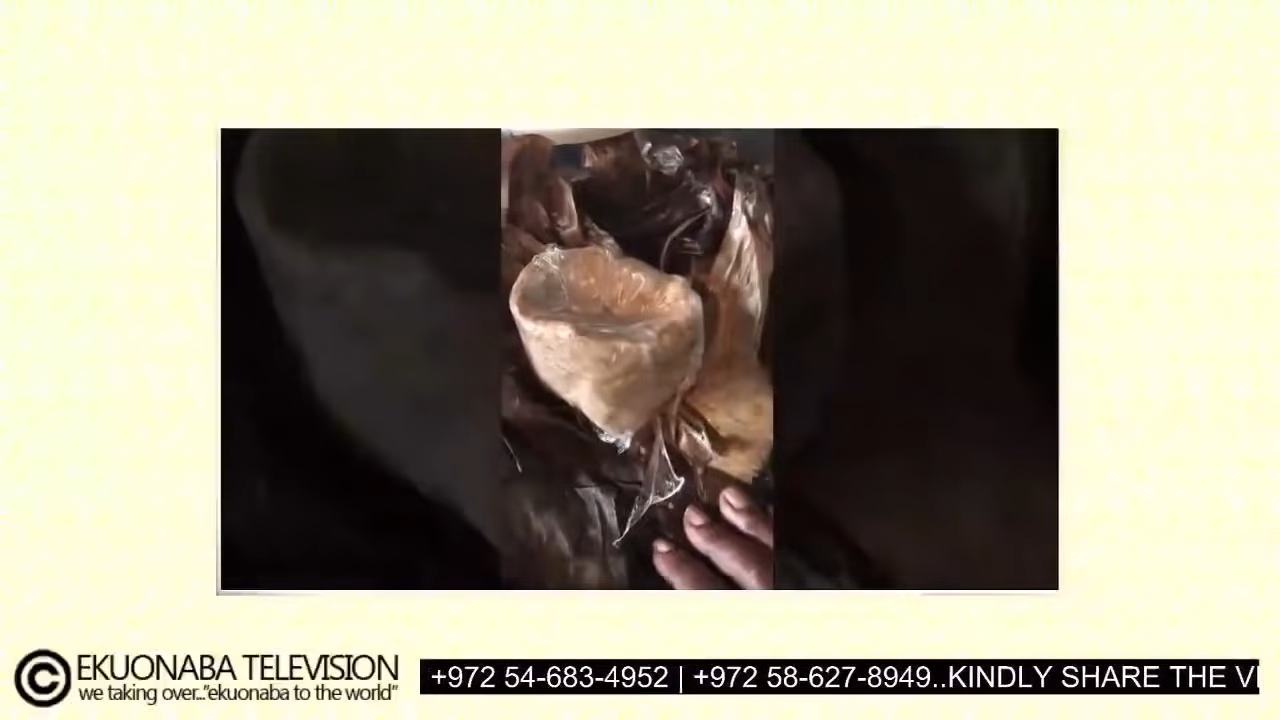 © EKUONABA TELEVISION
we taking over..."ekuonaba to the world"
+972 54-683-4952 | +972 58-627-8949..KINDLY SHARE THE V